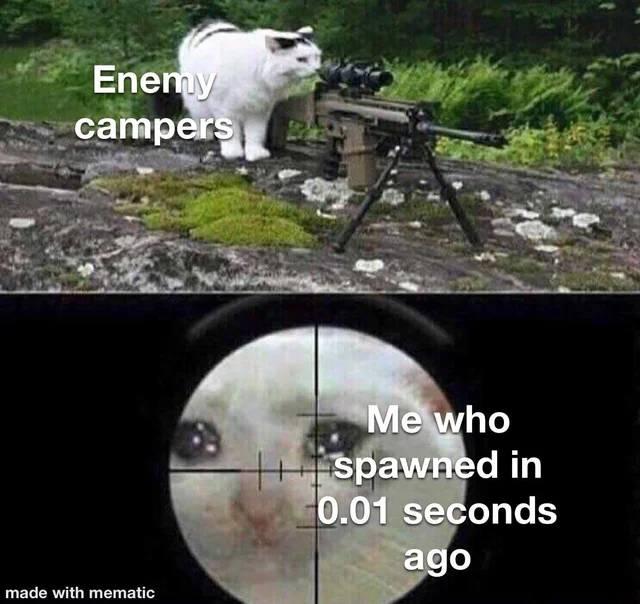 Enemy
campers
Me who
spawned in
0.01 seconds
ago
made with mematic